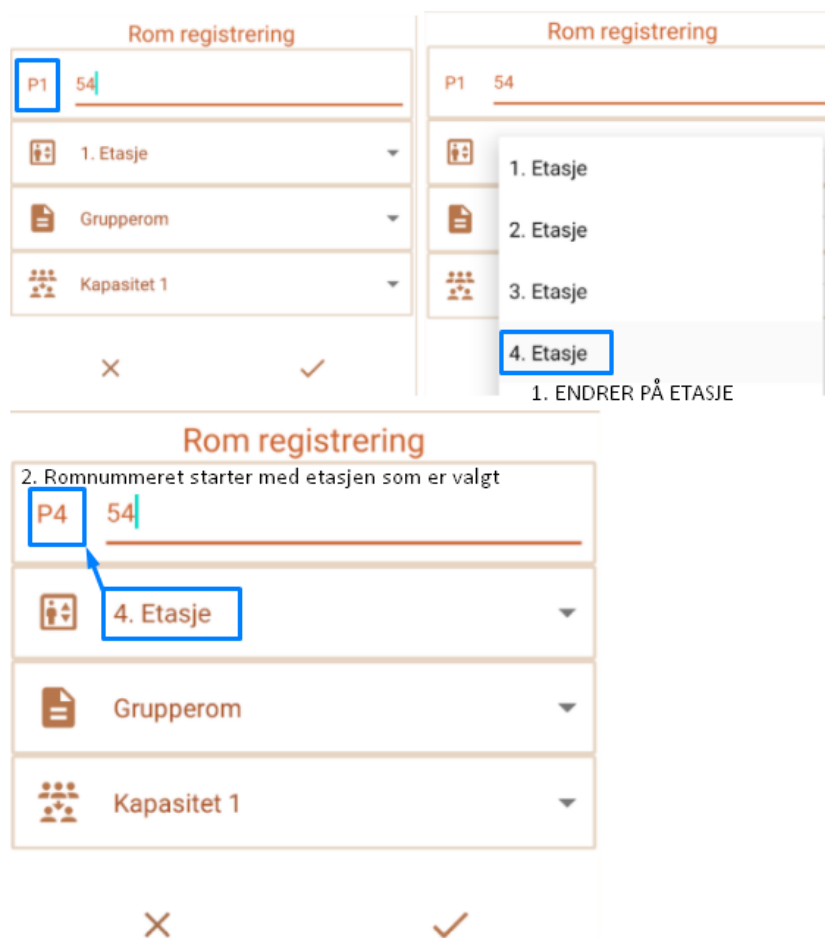 Rom registrering
P1 54
1. Etasje
Grupperom
Kapasitet 1
Rom registrering
P1 54
1. Etasje
2. Etasje
3. Etasje
4. Etasje
1. ENDRER PÅ ETASJE
Rom registrering
2. Romnummeret starter med etasjen som er valgt
P4 54
4. Etasje
Grupperom
Kapasitet 1